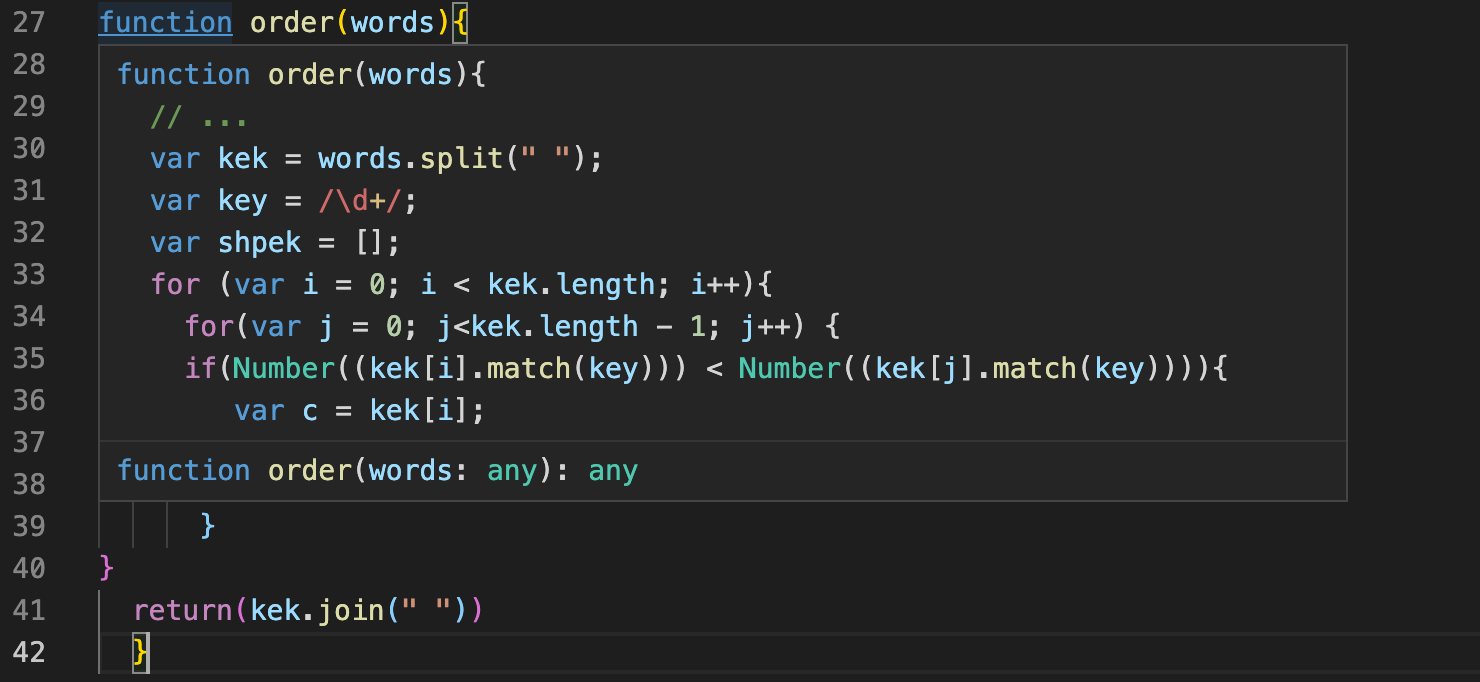 27 function order(words){
28 function order(words){
29 // ...
30 var kek = words.split(" ");
31 var key = /\d+/;
32 var shpek = [];
33 for (var i = 0; i < kek.length; i++){
34 for(var j = 0; j<kek.length - 1; j++) {
35 if(Number((kek[i].match(key))) < Number((kek[j].match(key)))){
36 var c = kek[i];
37
38 function order(words: any): any
39 }
40 }
41 return(kek.join(" "))
42 }